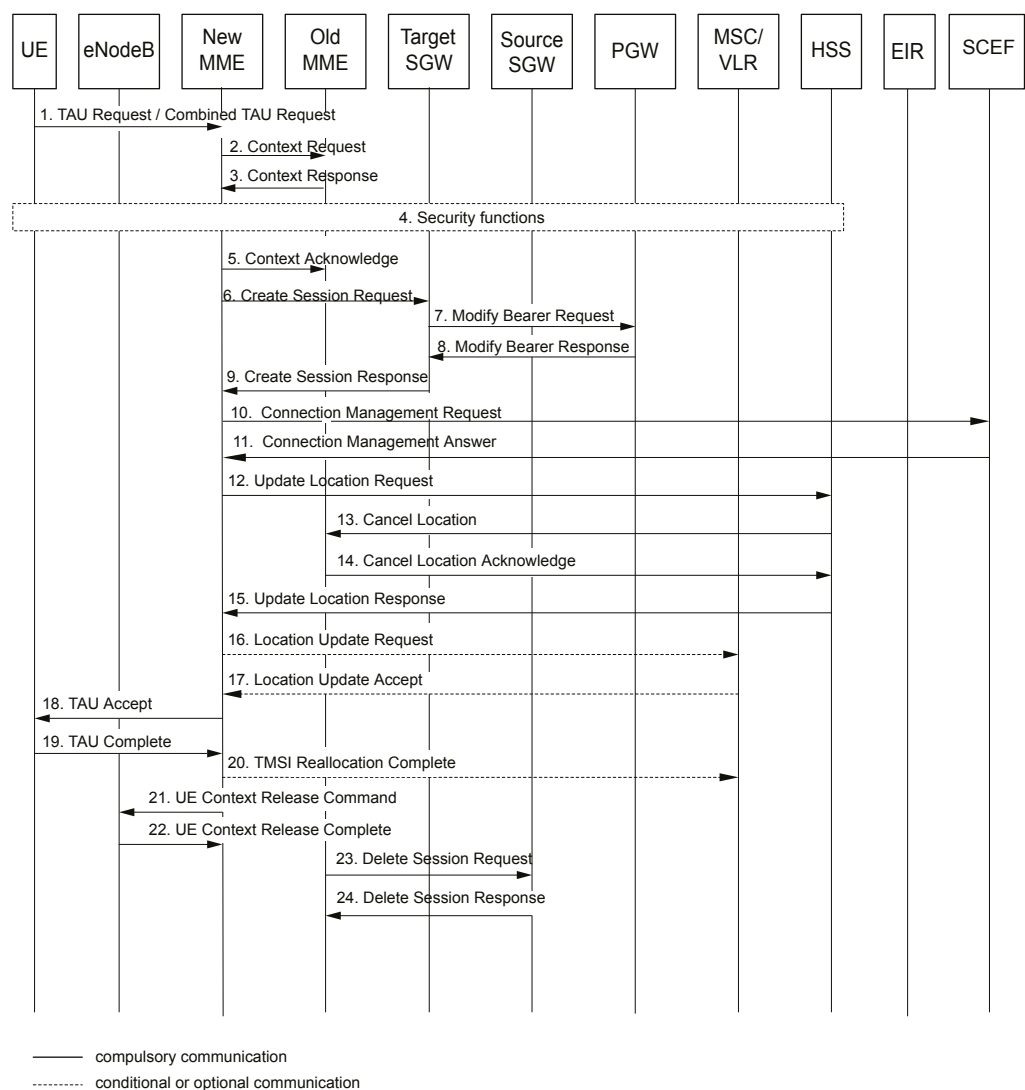 UE
eNodeB
New
MME
Old
MME
Target
SGW
Source
SGW
PGW
MSC/
VLR
HSS
EIR
SCEF
1. TAU Request / Combined TAU Request
2. Context Request
3. Context Response
4. Security functions
5. Context Acknowledge
6. Create Session Request
7. Modify Bearer Request
8. Modify Bearer Response
9. Create Session Response
10. Connection Management Request
11. Connection Management Answer
12. Update Location Request
13. Cancel Location
14. Cancel Location Acknowledge
15. Update Location Response
16. Location Update Request
17. Location Update Accept
18. TAU Accept
19. TAU Complete
20. TMSI Reallocation Complete
21. UE Context Release Command
22. UE Context Release Complete
23. Delete Session Request
24. Delete Session Response
compulsory communication
conditional or optional communication